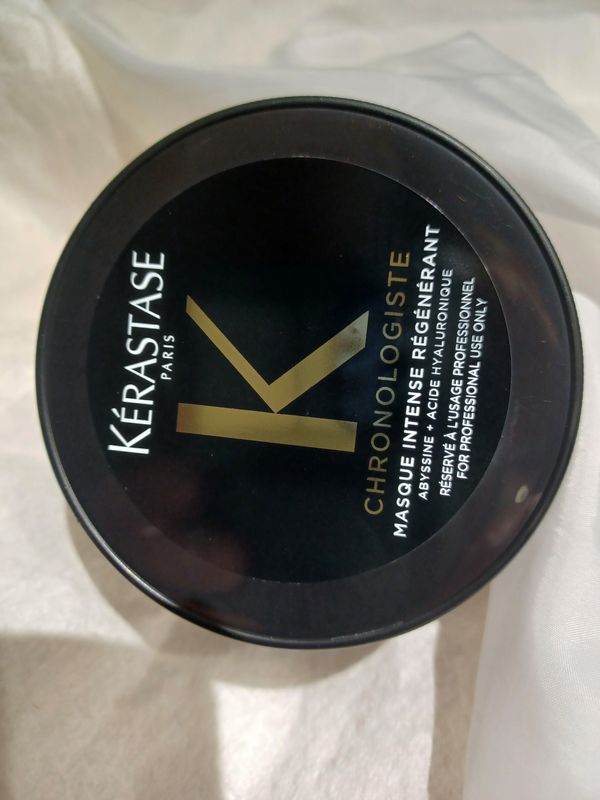 KÉRASTASE
PARIS
K
CHRONOLOGISTE
MASQUE INTENSE RÉGÉNÉRANT
ABYSSINE + ACIDE HYALURONIQUE
RÉSERVÉ À L'USAGE PROFESSIONNEL
FOR PROFESSIONAL USE ONLY